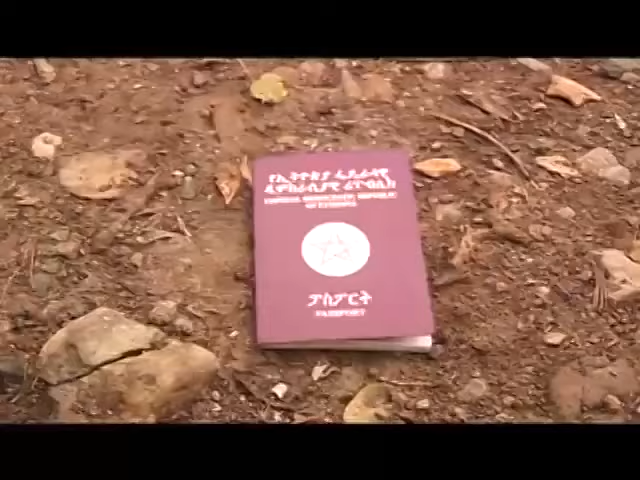 የኢትዮጵያ ፌዴራላዊ
ዲሞክራሲያዊ ሪፐብሊክ
FEDERAL DEMOCRATIC REPUBLIC
OF ETHIOPIA
ፓስፖርት
PASSPORT